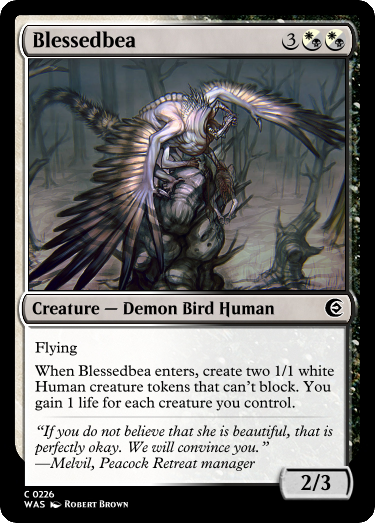 Blessedbea 3
Creature — Demon Bird Human
Flying
When Blessedbea enters, create two 1/1 white
Human creature tokens that can't block. You
gain 1 life for each creature you control.
"If you do not believe that she is beautiful, that is
perfectly okay. We will convince you."
—Melvil, Peacock Retreat manager
2/3
C 0226
WAS Robert Brown